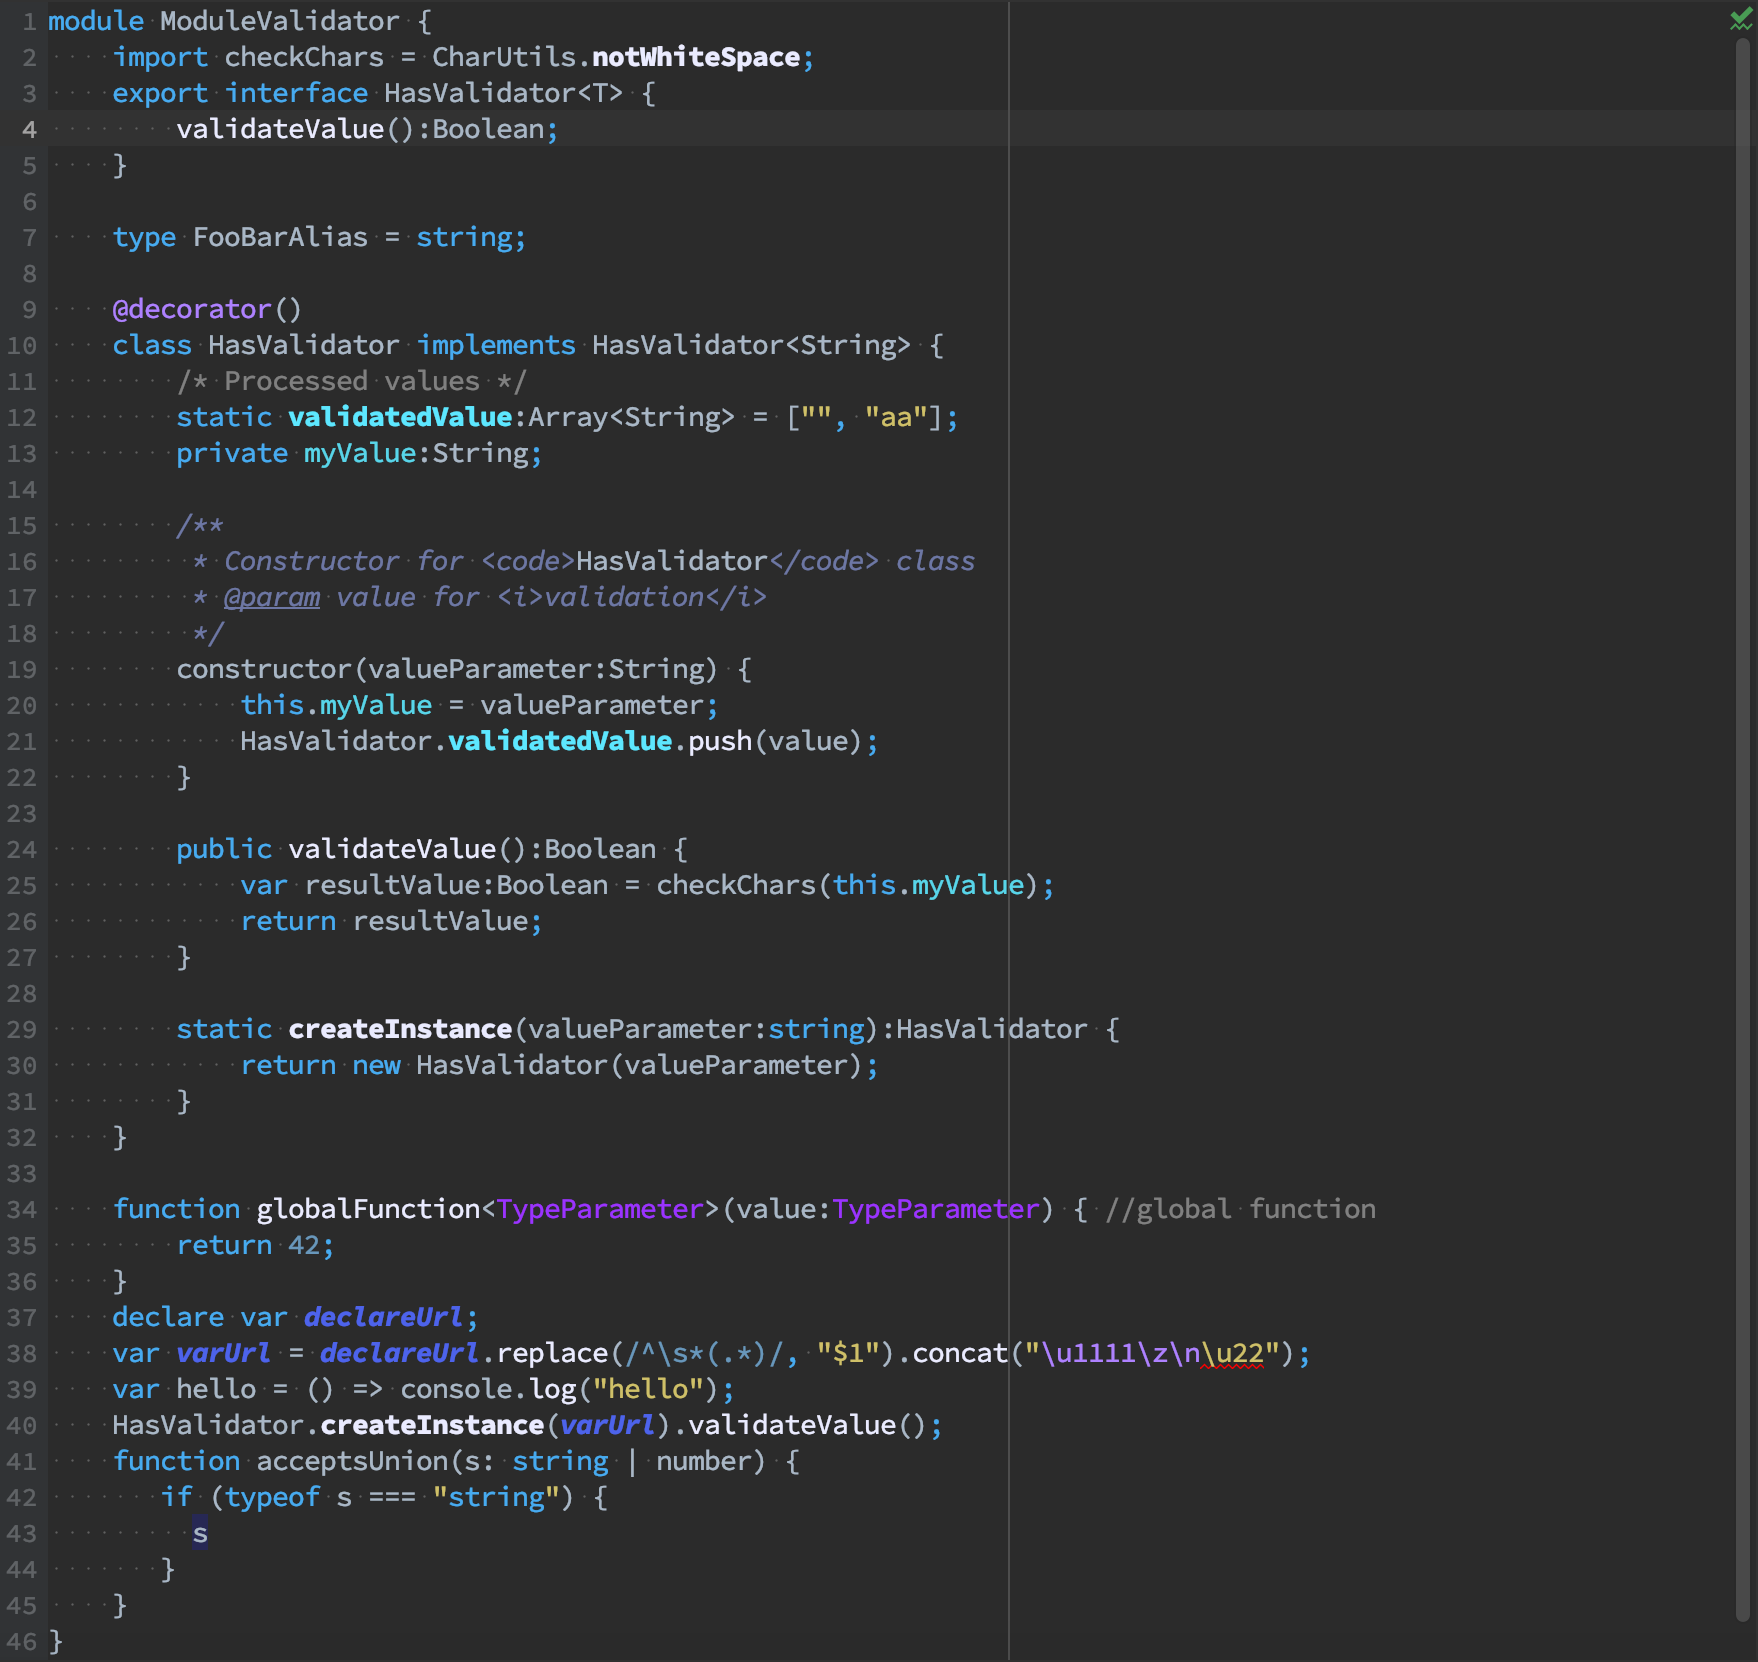 1 module ModuleValidator {
2     import checkChars = CharUtils.notWhiteSpace;
3     export interface HasValidator<T> {
4         validateValue():Boolean;
5     }
6
7     type FooBarAlias = string;
8
9     @decorator()
10     class HasValidator implements HasValidator<String> {
11         /* Processed values */
12         static validatedValue:Array<String> = ["", "aa"];
13         private myValue:String;
14
15         /**
16          * Constructor for <code>HasValidator</code> class
17          * @param value for <i>validation</i>
18          */
19         constructor(valueParameter:String) {
20             this.myValue = valueParameter;
21             HasValidator.validatedValue.push(value);
22         }
23
24         public validateValue():Boolean {
25             var resultValue:Boolean = checkChars(this.myValue);
26             return resultValue;
27         }
28
29         static createInstance(valueParameter:string):HasValidator {
30             return new HasValidator(valueParameter);
31         }
32     }
33
34     function globalFunction<TypeParameter>(value:TypeParameter) { //global function
35         return 42;
36     }
37     declare var declareUrl;
38     var varUrl = declareUrl.replace(/^\s*(.*)/, "$1").concat("\u1111\z\n\u22");
39     var hello = () => console.log("hello");
40     HasValidator.createInstance(varUrl).validateValue();
41     function acceptsUnion(s: string | number) {
42        if (typeof s === "string") {
43          s
44        }
45     }
46 }